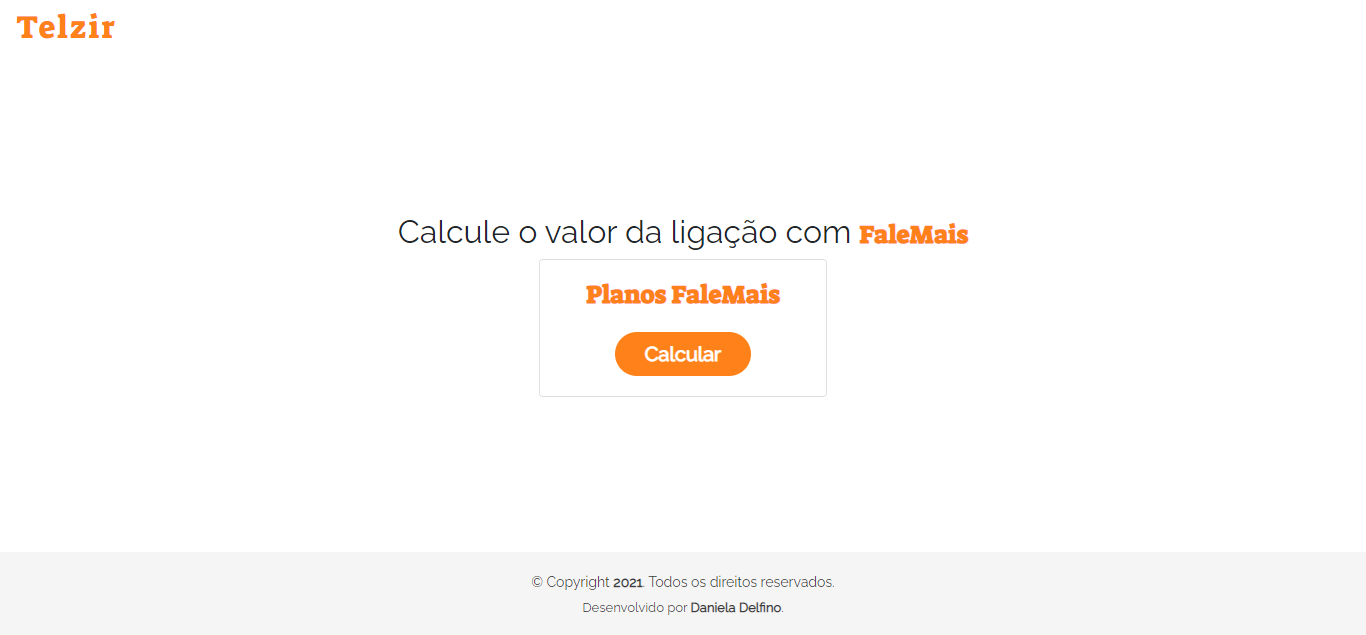 Telzir
Calcule o valor da ligação com FaleMais
Planos FaleMais
Calcular
© Copyright 2021. Todos os direitos reservados.
Desenvolvido por Daniela Delfino.